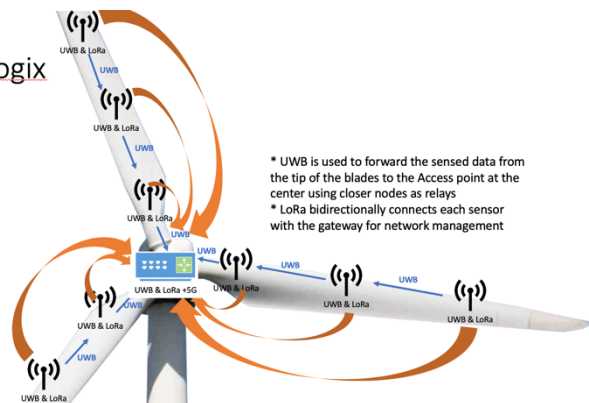 ogix
UWB & LoRa
UWB
UWB & LoRa
UWB
UWB & LoRa
UWB
* UWB is used to forward the sensed data from
the tip of the blades to the Access point at the
center using closer nodes as relays
* LoRa bidirectionally connects each sensor
with the gateway for network management
UWB
UWB
UWB
UWB & LoRa
UWB & LoRa
UWB & LoRa
UWB & LoRa +5G
UWB & LoRa
UWB
UWB
UWB & LoRa